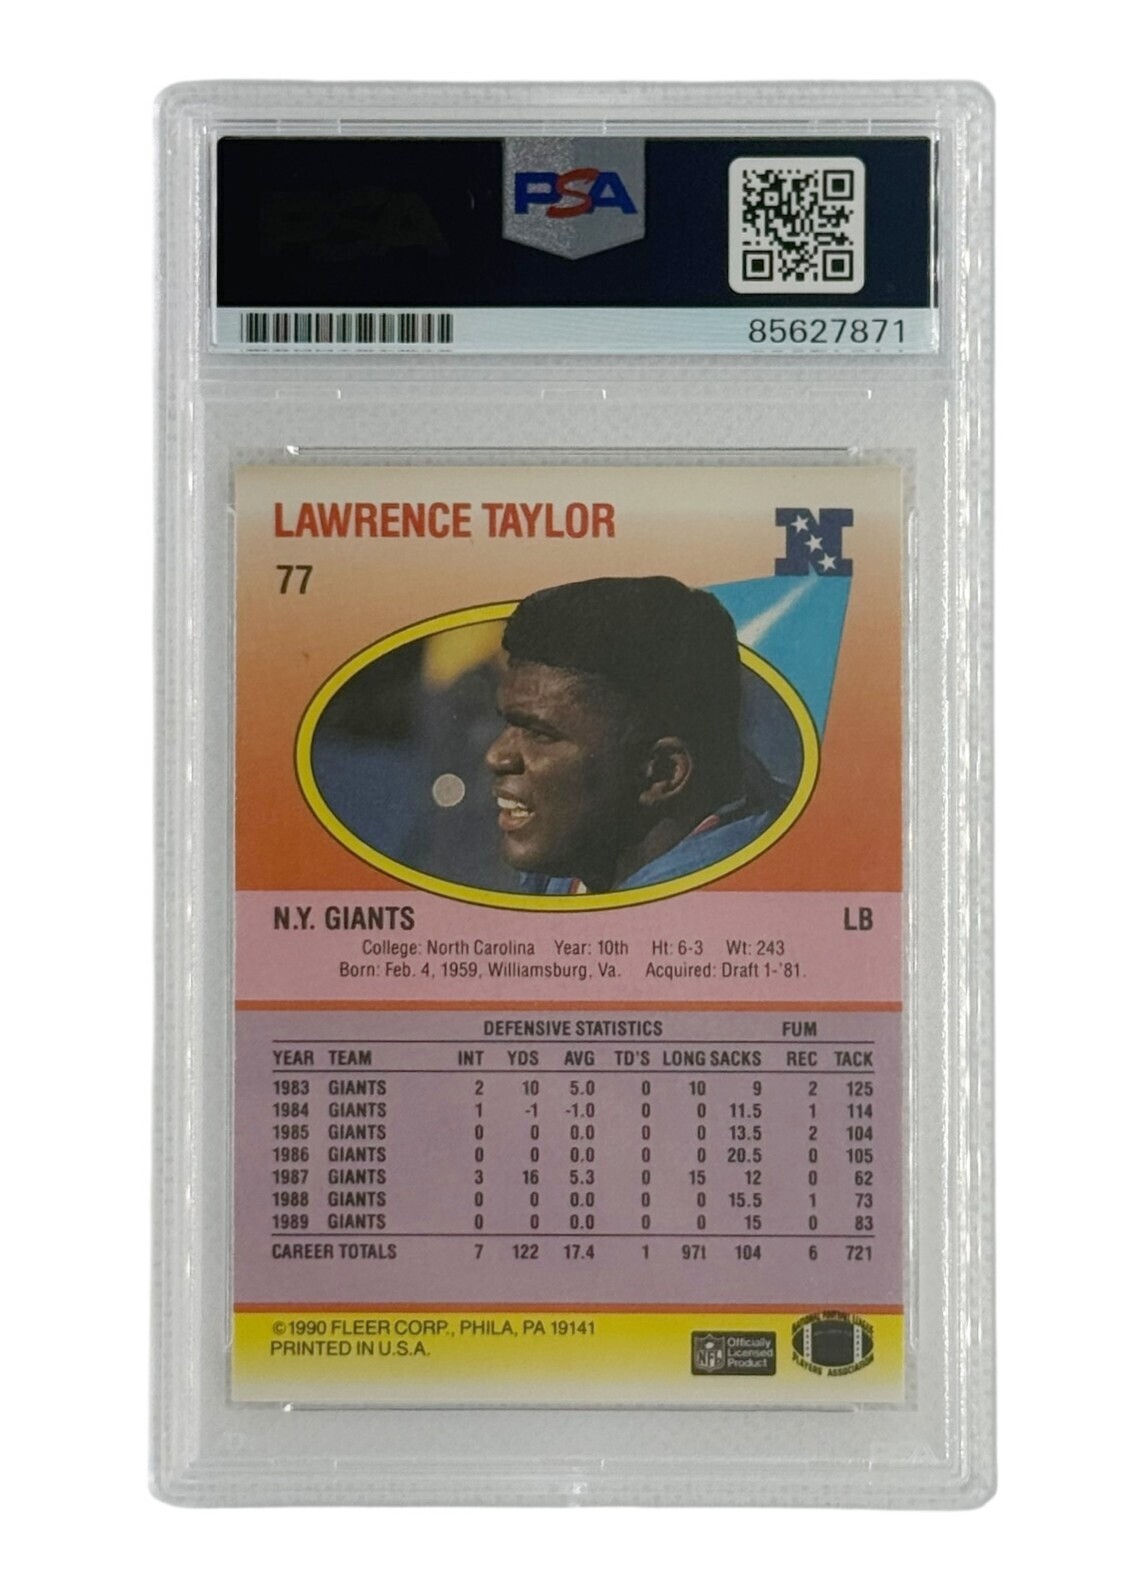 PSA
85627871
LAWRENCE TAYLOR
77
N
N.Y. GIANTS LB
College: North Carolina Year: 10th Ht: 6-3 Wt: 243
Born: Feb. 4, 1959, Williamsburg, Va. Acquired: Draft 1-'81.
DEFENSIVE STATISTICS FUM
YEAR TEAM INT YDS AVG TD'S LONG SACKS REC TACK
1983 GIANTS 2 10 5.0 0 10 9 2 125
1984 GIANTS 1 -1 -1.0 0 0 11.5 1 114
1985 GIANTS 0 0 0.0 0 0 13.5 2 104
1986 GIANTS 0 0 0.0 0 0 20.5 0 105
1987 GIANTS 3 16 5.3 0 15 12 0 62
1988 GIANTS 0 0 0.0 0 0 15.5 1 73
1989 GIANTS 0 0 0.0 0 0 15 0 83
CAREER TOTALS 7 122 17.4 1 97t 104 6 721
©1990 FLEER CORP., PHILA, PA 19141
PRINTED IN U.S.A.
NFL
Officially
Licensed
Product
NATIONAL FOOTBALL LEAGUE
PLAYERS ASSOCIATION